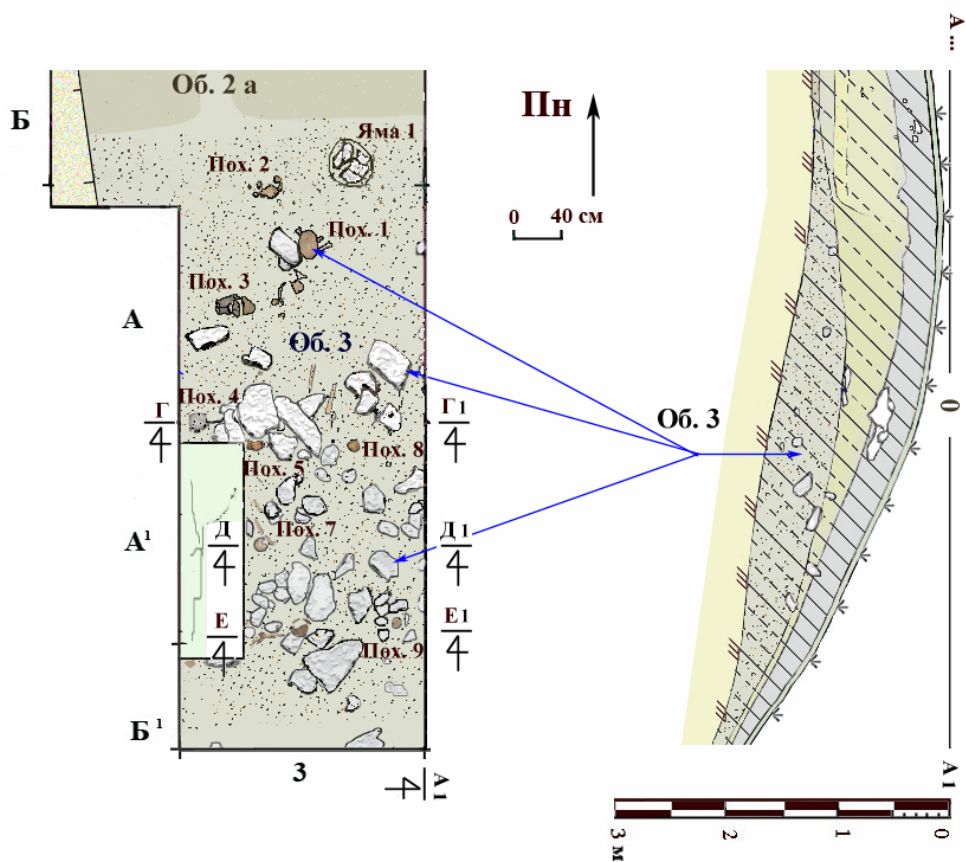 А ...
Об. 2 а
Пн
Б
Яма 1
Пох. 2
0 40 см
Пох. 1
Пох. 3
А
Об. 3
0
Пох. 4
Г
4
Г 1
4
Об. 3
Пох. 8
Пох. 5
А¹
Д
4
Пох. 7
Д 1
4
Е
4
Е 1
4
Пох. 9
Б ¹
3
А 1
4
А 1
3 м 2 1 0